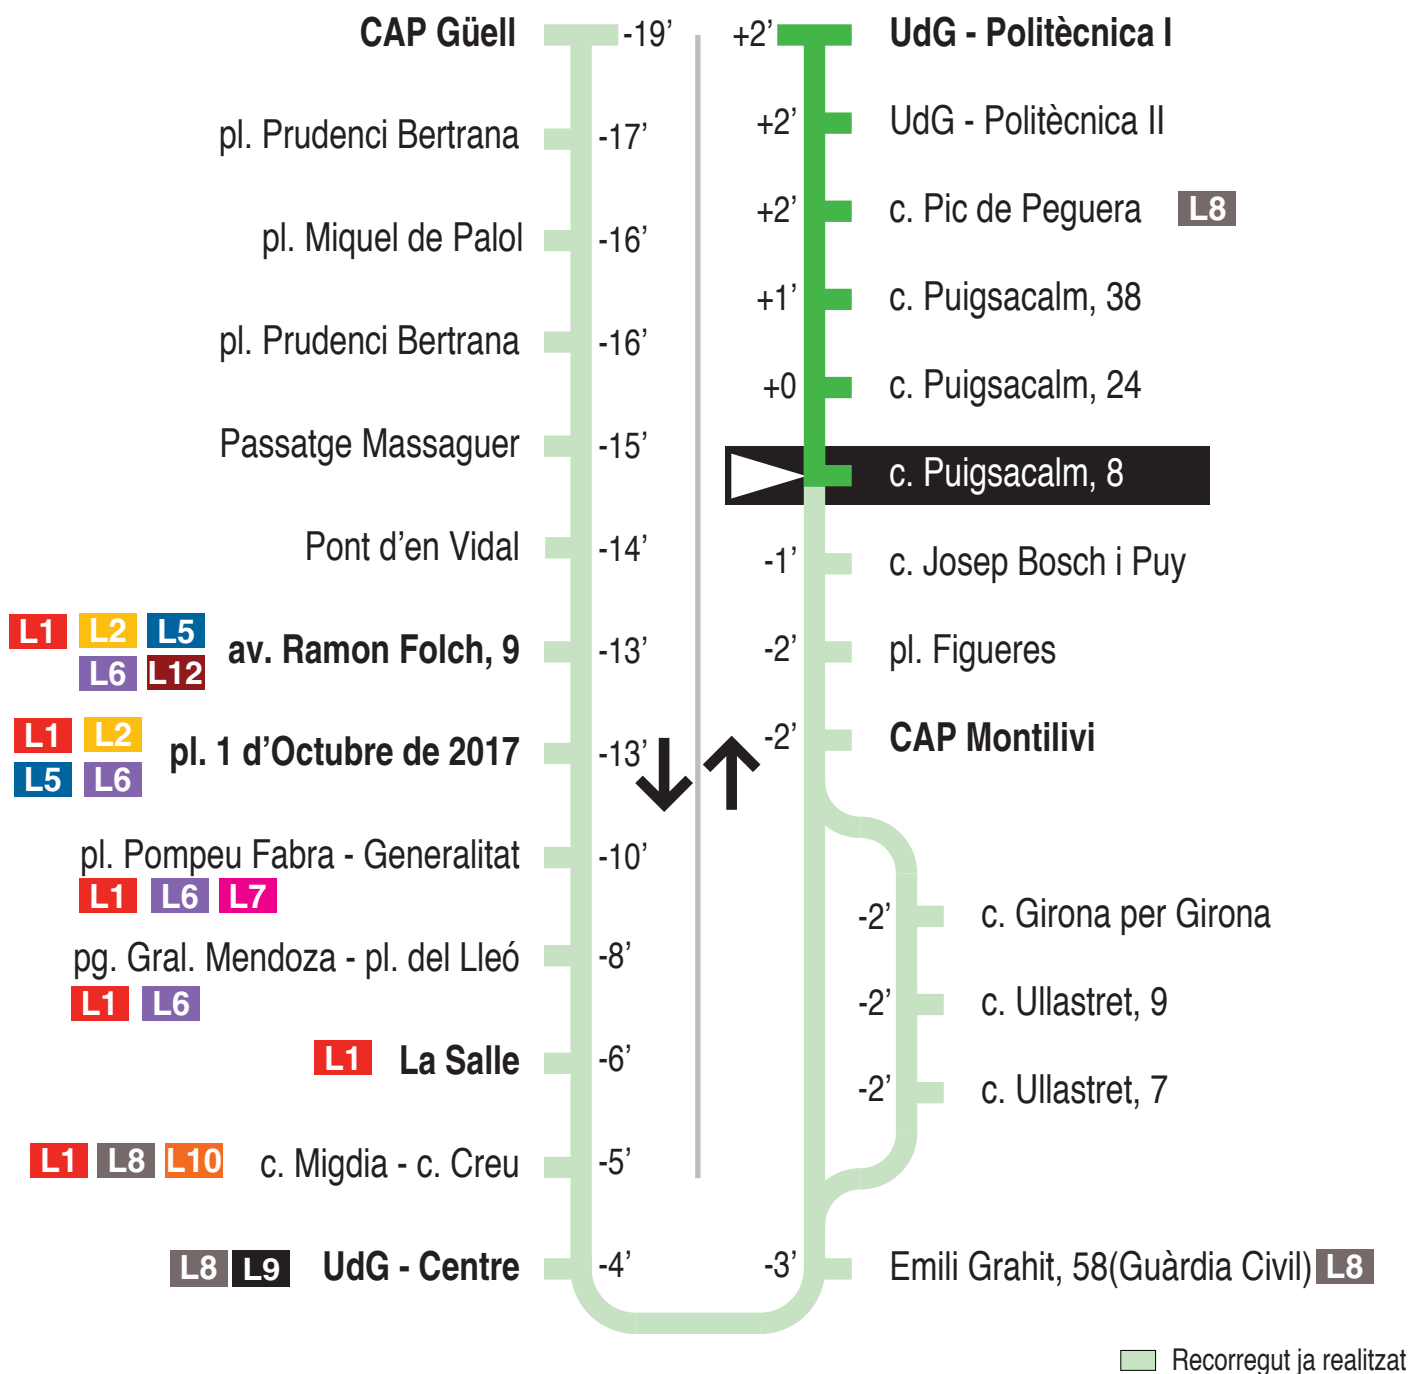 CAP Güell -19’
pl. Prudenci Bertrana -17’
pl. Miquel de Palol -16’
pl. Prudenci Bertrana -16’
Passatge Massaguer -15’
Pont d’en Vidal -14’
L1 L2 L5
av. Ramon Folch, 9 -13’
L6 L12
L1 L2
pl. 1 d’Octubre de 2017 -13’
L5 L6
pl. Pompeu Fabra - Generalitat -10’
L1 L6 L7
pg. Gral. Mendoza - pl. del Lleó -8’
L1 L6
L1 La Salle -6’
L1 L8 L10 c. Migdia - c. Creu -5’
L8 L9 UdG - Centre -4’
+2’ UdG - Politècnica I
+2’ UdG - Politècnica II
+2’ c. Pic de Peguera L8
+1’ c. Puigsacalm, 38
+0 c. Puigsacalm, 24
c. Puigsacalm, 8
-1’ c. Josep Bosch i Puy
-2’ pl. Figueres
-2’ CAP Montilivi
-2’ c. Girona per Girona
-2’ c. Ullastret, 9
-2’ c. Ullastret, 7
-3’ Emili Grahit, 58(Guàrdia Civil) L8
Recorregut ja realitzat